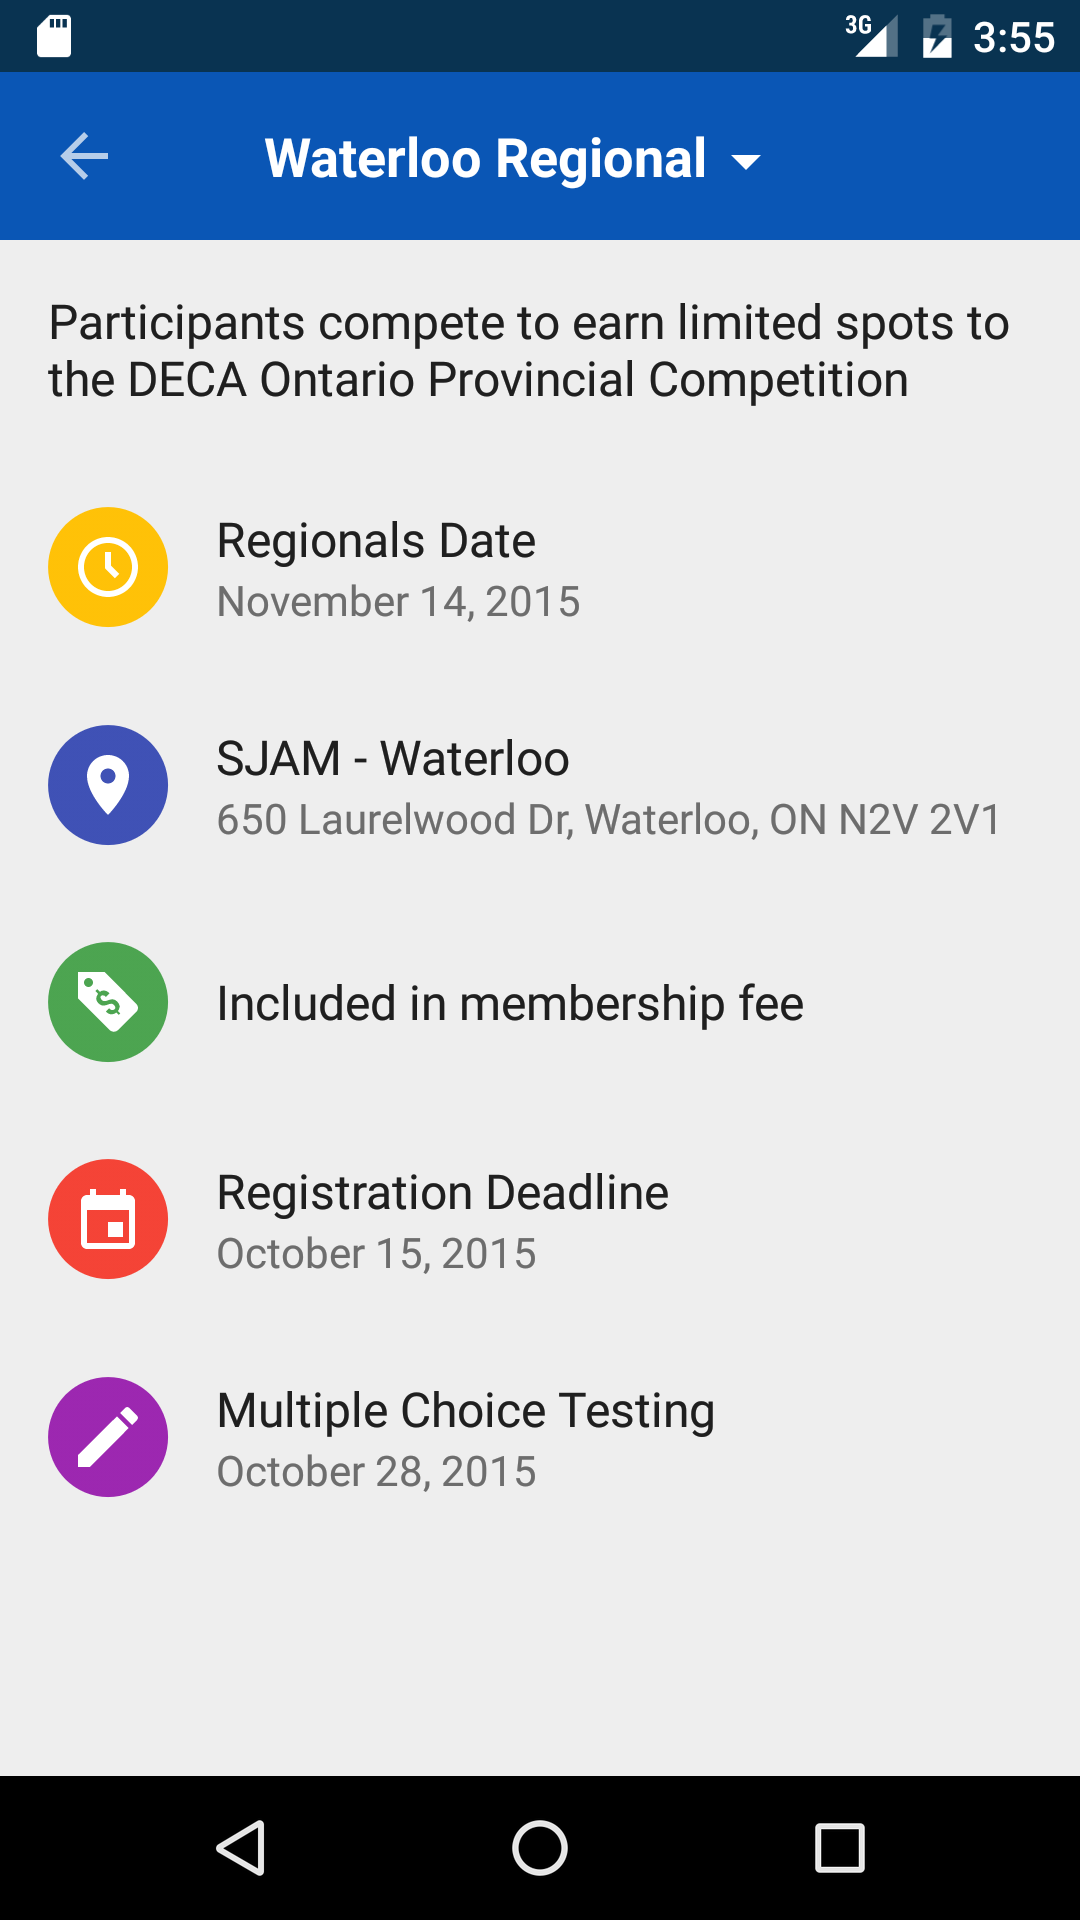 3G 3:55
Waterloo Regional
Participants compete to earn limited spots to
the DECA Ontario Provincial Competition
Regionals Date
November 14, 2015
SJAM - Waterloo
650 Laurelwood Dr, Waterloo, ON N2V 2V1
$
Included in membership fee
Registration Deadline
October 15, 2015
Multiple Choice Testing
October 28, 2015